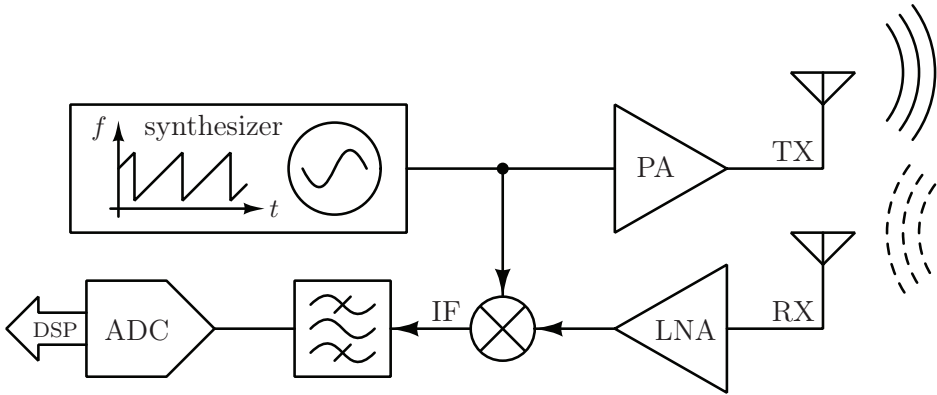 f
synthesizer
t
PA
TX
DSP
ADC
IF
LNA
RX